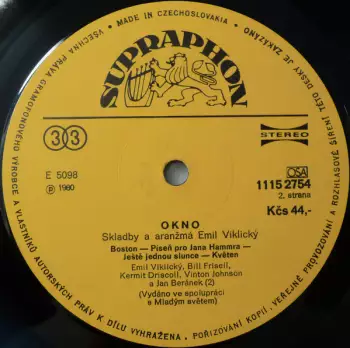 MADE IN CZECHOSLOVAKIA
VŠECHNA PRÁVA GRAMOFONOVÉHO VÝROBCE A VLASTNÍKŮ AUTORSKÝCH PRÁV K DÍLU VYHRAŽENA. POŘIZOVÁNÍ KOPIÍ, VEŘEJNÉ PROVOZOVÁNÍ A ROZHLASOVÉ ŠÍŘENÍ TÉTO DESKY JE ZAKÁZÁNO
SUPRAPHON
33
STEREO
E 5098
℗ 1980
OSA
1115 2754
2. strana
Kčs 44,-
OKNO
Skladby a aranžmá Emil Viklický
Boston — Píseň pro Jana Hammra —
Ještě jednou slunce — Květen
Emil Viklický, Bill Frisell,
Kermit Driscoll, Vinton Johnson
a Jan Beránek (2)
(Vydáno ve spolupráci
s Mladým světem)